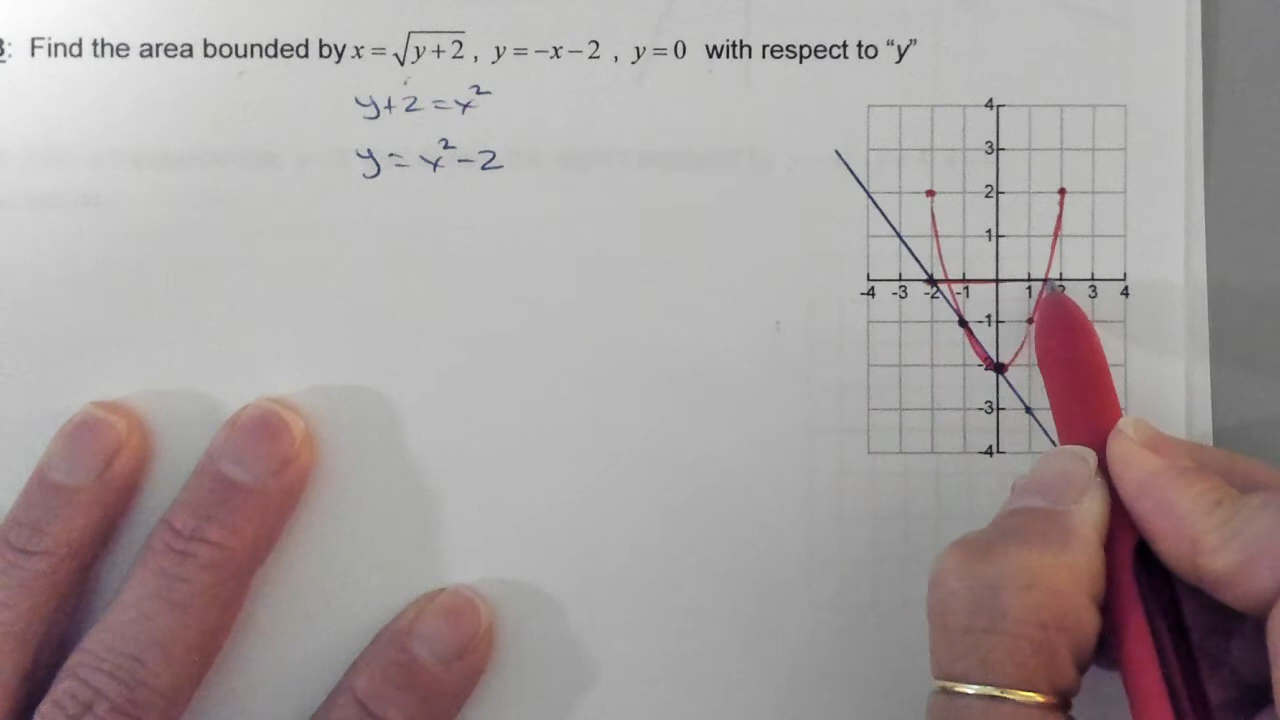 3: Find the area bounded by x = √(y+2) , y = −x − 2 , y = 0 with respect to “y”
y+2 = x²
y = x² − 2
4
3
2
1
-4 -3 -2 -1 1 2 3 4
-1
-2
-3
-4